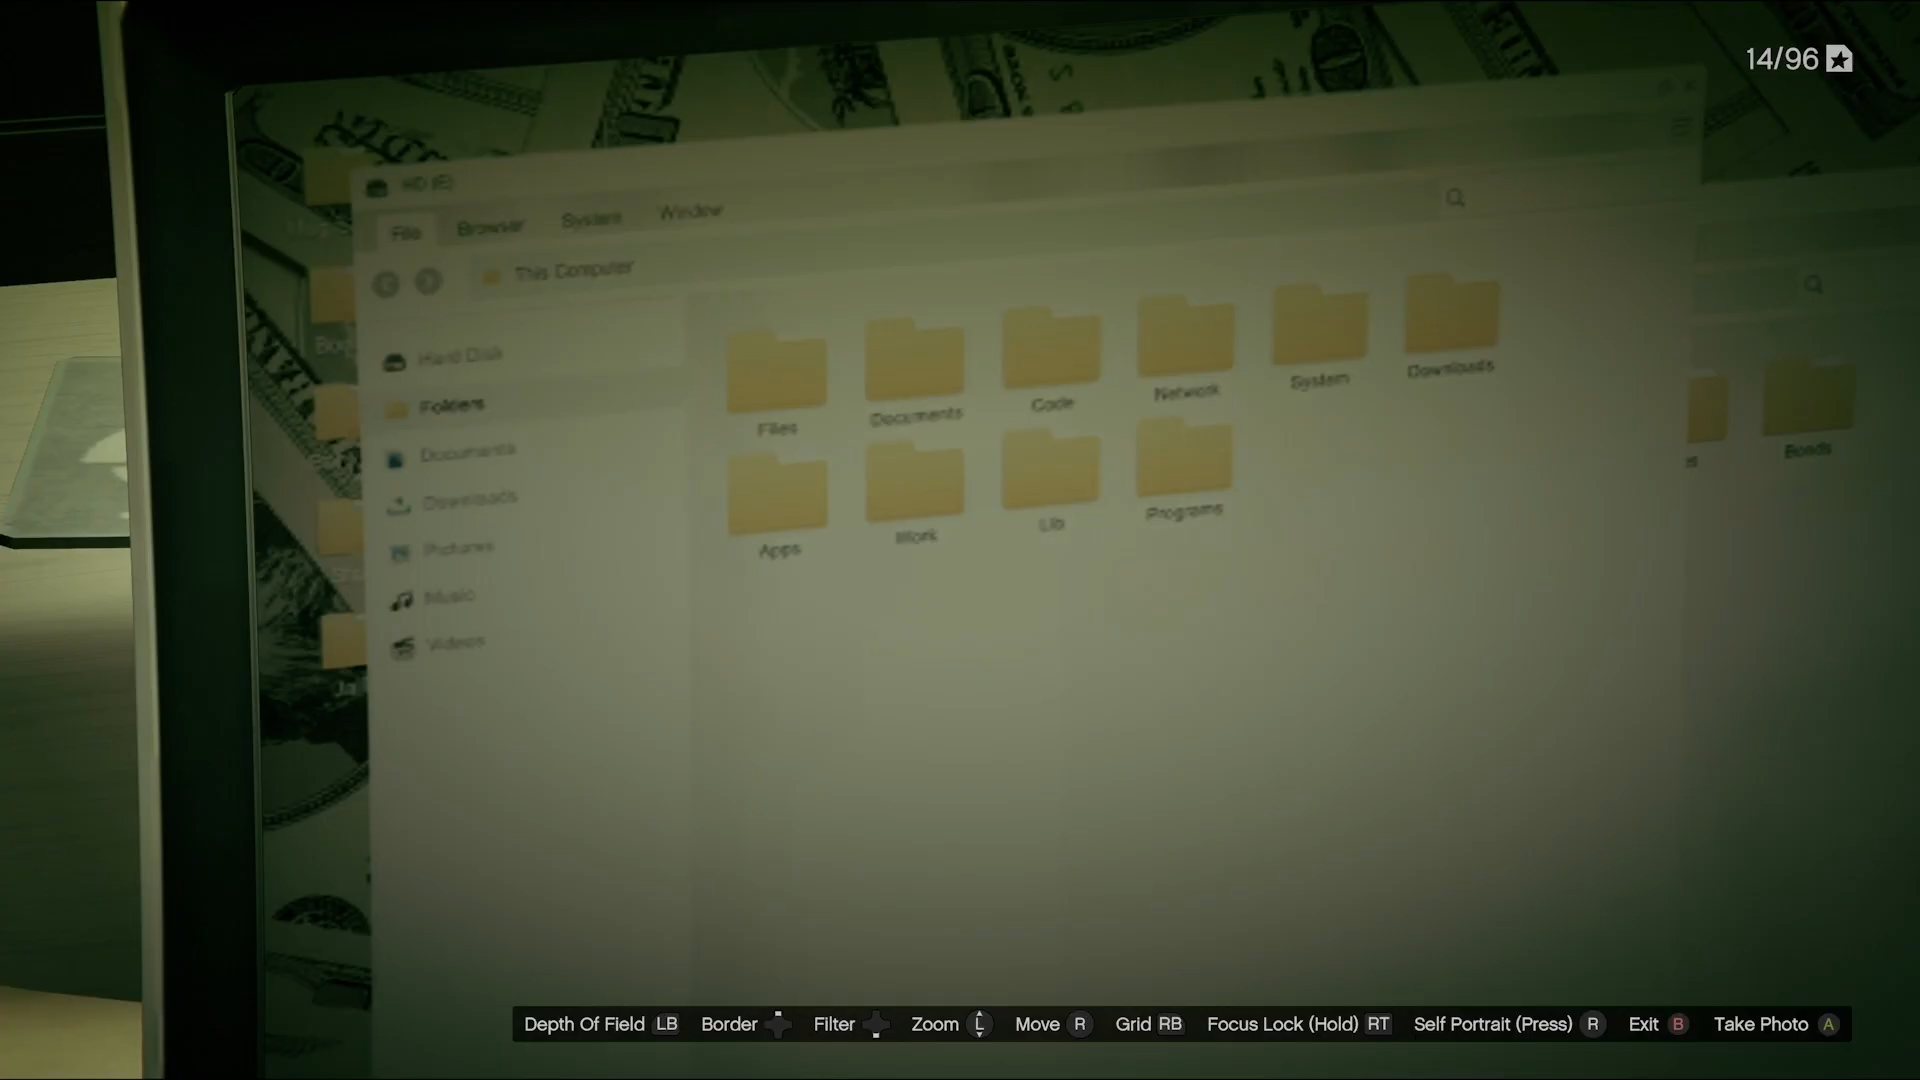 14/96
HD (E)
File Browser System Window
This Computer
Hard Disk
Folders
Documents
Downloads
Pictures
Music
Videos
Files Documents Code Network System Downloads
Apps Work Lib Programs
Bonds
Depth Of Field LB Border Filter Zoom L Move R Grid RB Focus Lock (Hold) RT Self Portrait (Press) R Exit B Take Photo A